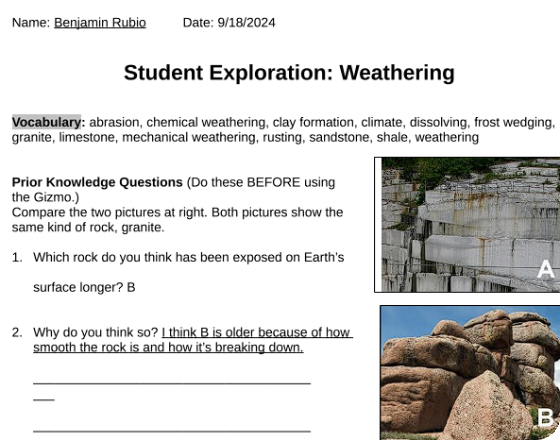 Name: Benjamin Rubio Date: 9/18/2024
Student Exploration: Weathering
Vocabulary: abrasion, chemical weathering, clay formation, climate, dissolving, frost wedging,
granite, limestone, mechanical weathering, rusting, sandstone, shale, weathering
Prior Knowledge Questions (Do these BEFORE using
the Gizmo.)
Compare the two pictures at right. Both pictures show the
same kind of rock, granite.
1. Which rock do you think has been exposed on Earth's
surface longer? B
2. Why do you think so? I think B is older because of how
smooth the rock is and how it's breaking down.
A
B